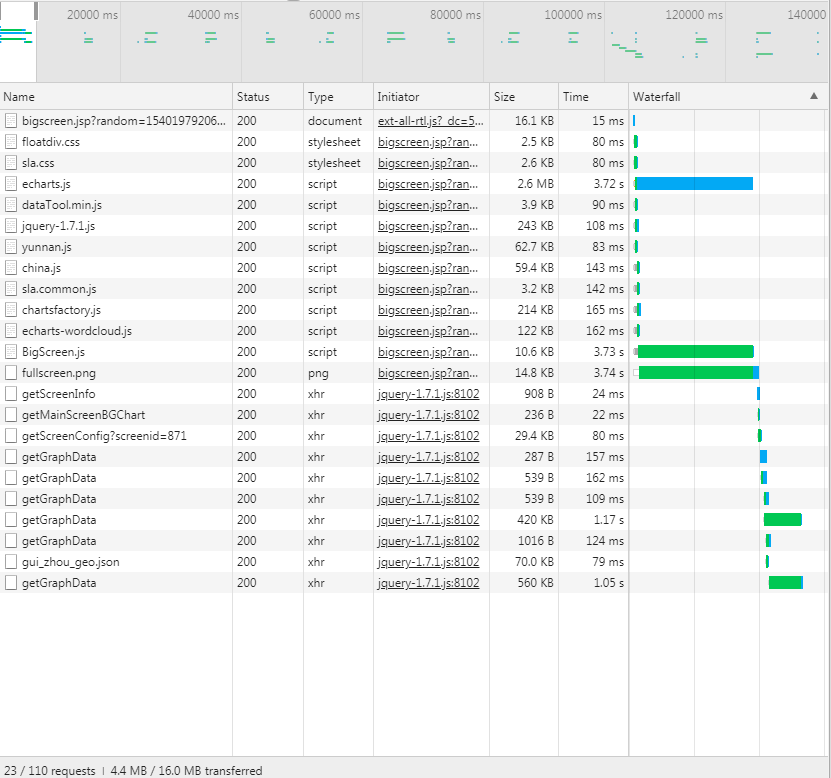 20000 ms 40000 ms 60000 ms 80000 ms 100000 ms 120000 ms 140000
Name Status Type Initiator Size Time Waterfall ▲
bigscreen.jsp?random=15401979206... 200 document ext-all-rtl.js?_dc=5... 16.1 KB 15 ms
floatdiv.css 200 stylesheet bigscreen.jsp?ran... 2.5 KB 80 ms
sla.css 200 stylesheet bigscreen.jsp?ran... 2.6 KB 80 ms
echarts.js 200 script bigscreen.jsp?ran... 2.6 MB 3.72 s
dataTool.min.js 200 script bigscreen.jsp?ran... 3.9 KB 90 ms
jquery-1.7.1.js 200 script bigscreen.jsp?ran... 243 KB 108 ms
yunnan.js 200 script bigscreen.jsp?ran... 62.7 KB 83 ms
china.js 200 script bigscreen.jsp?ran... 59.4 KB 143 ms
sla.common.js 200 script bigscreen.jsp?ran... 3.2 KB 142 ms
chartsfactory.js 200 script bigscreen.jsp?ran... 214 KB 165 ms
echarts-wordcloud.js 200 script bigscreen.jsp?ran... 122 KB 162 ms
BigScreen.js 200 script bigscreen.jsp?ran... 10.6 KB 3.73 s
fullscreen.png 200 png bigscreen.jsp?ran... 14.8 KB 3.74 s
getScreenInfo 200 xhr jquery-1.7.1.js:8102 908 B 24 ms
getMainScreenBGChart 200 xhr jquery-1.7.1.js:8102 236 B 22 ms
getScreenConfig?screenid=871 200 xhr jquery-1.7.1.js:8102 29.4 KB 80 ms
getGraphData 200 xhr jquery-1.7.1.js:8102 287 B 157 ms
getGraphData 200 xhr jquery-1.7.1.js:8102 539 B 162 ms
getGraphData 200 xhr jquery-1.7.1.js:8102 539 B 109 ms
getGraphData 200 xhr jquery-1.7.1.js:8102 420 KB 1.17 s
getGraphData 200 xhr jquery-1.7.1.js:8102 1016 B 124 ms
gui_zhou_geo.json 200 xhr jquery-1.7.1.js:8102 70.0 KB 79 ms
getGraphData 200 xhr jquery-1.7.1.js:8102 560 KB 1.05 s
23 / 110 requests | 4.4 MB / 16.0 MB transferred